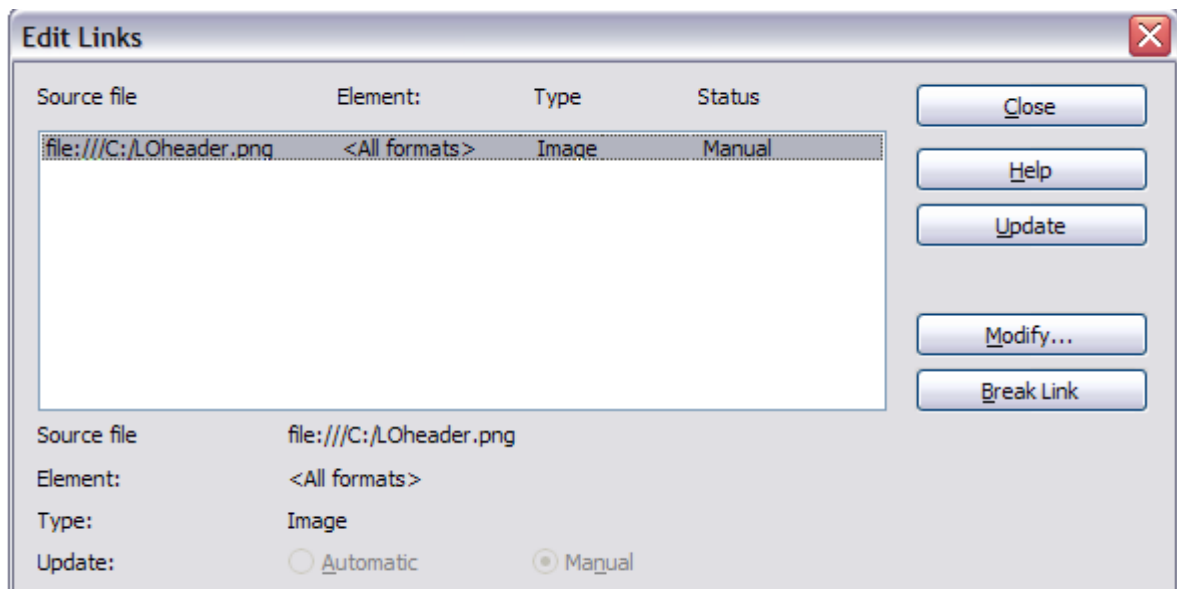 Edit Links
Source file Element: Type Status
file:///C:/LOheader.png <All formats> Image Manual
Close
Help
Update
Modify...
Break Link
Source file file:///C:/LOheader.png
Element: <All formats>
Type: Image
Update: Automatic Manual